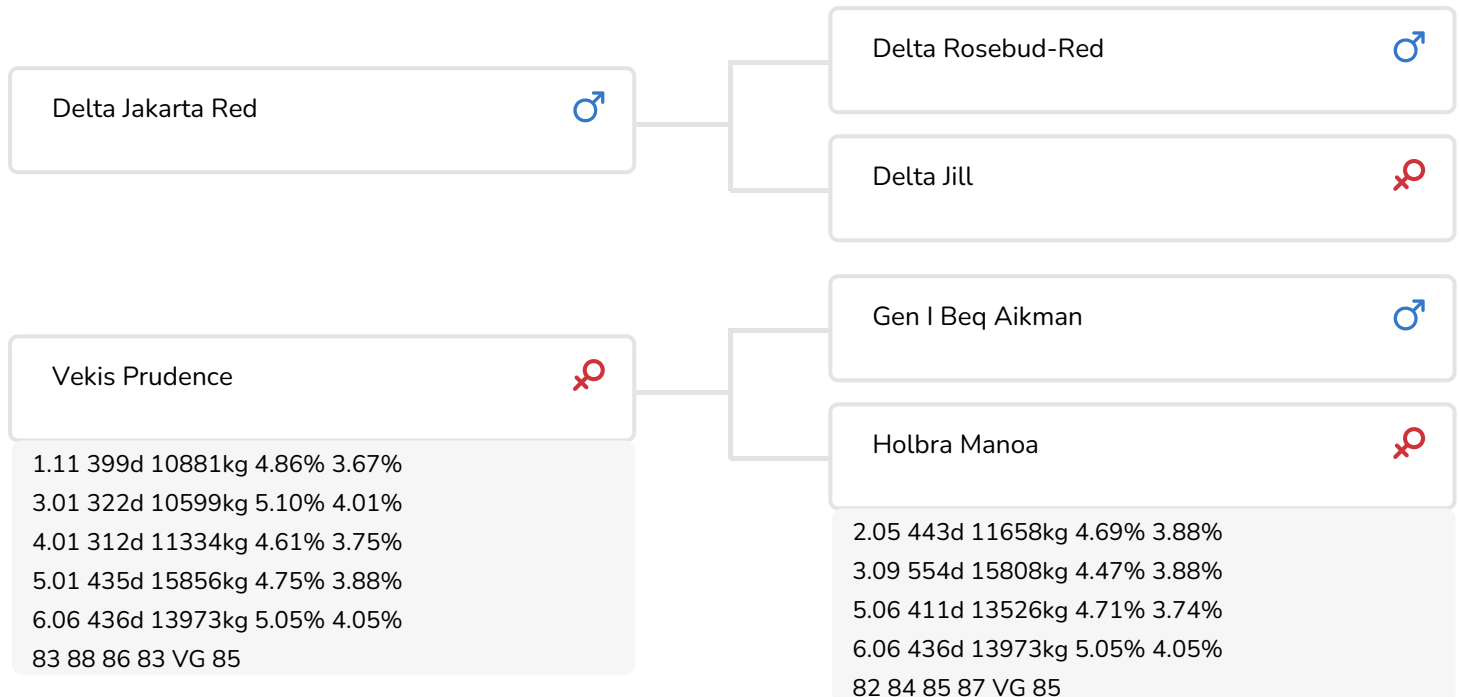 Delta Jakarta Red
Delta Rosebud-Red
Delta Jill
Vekis Prudence
1.11 399d 10881kg 4.86% 3.67%
3.01 322d 10599kg 5.10% 4.01%
4.01 312d 11334kg 4.61% 3.75%
5.01 435d 15856kg 4.75% 3.88%
6.06 436d 13973kg 5.05% 4.05%
83 88 86 83 VG 85
Gen I Beq Aikman
Holbra Manoa
2.05 443d 11658kg 4.69% 3.88%
3.09 554d 15808kg 4.47% 3.88%
5.06 411d 13526kg 4.71% 3.74%
6.06 436d 13973kg 5.05% 4.05%
82 84 85 87 VG 85